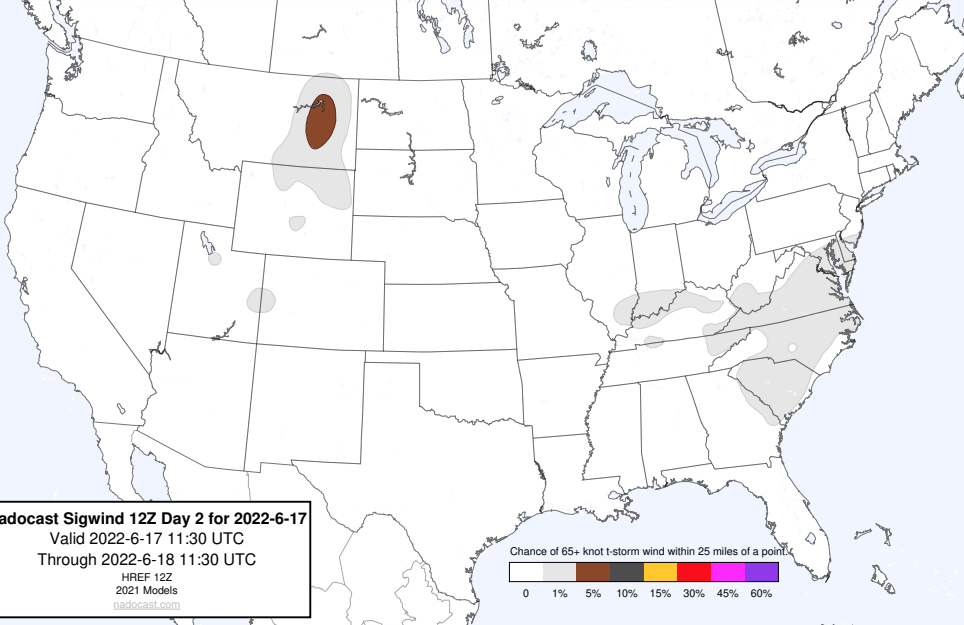 adocast Sigwind 12Z Day 2 for 2022-6-17
Valid 2022-6-17 11:30 UTC
Through 2022-6-18 11:30 UTC
HREF 12Z
2021 Models
nadocast.com
Chance of 65+ knot t-storm wind within 25 miles of a point.
0 1% 5% 10% 15% 30% 45% 60%